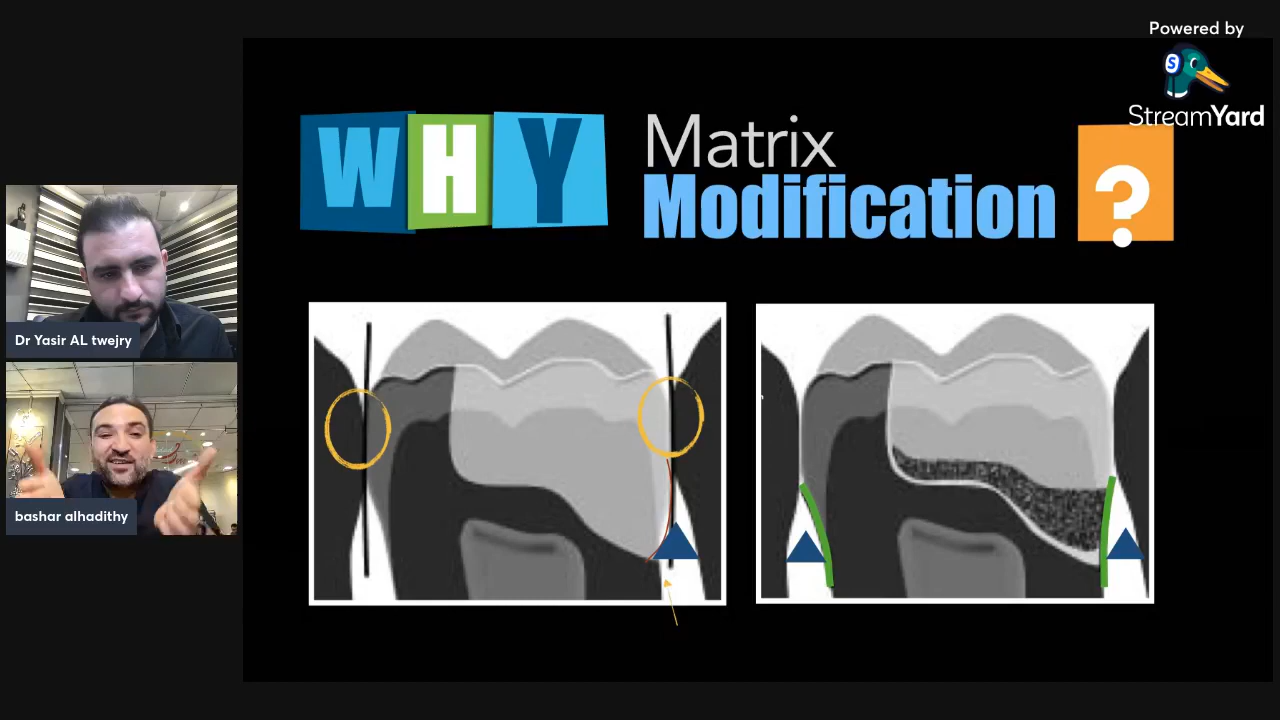 Powered by
S
StreamYard
WHY
Matrix
Modification
?
Dr Yasir AL twejry
bashar alhadithy